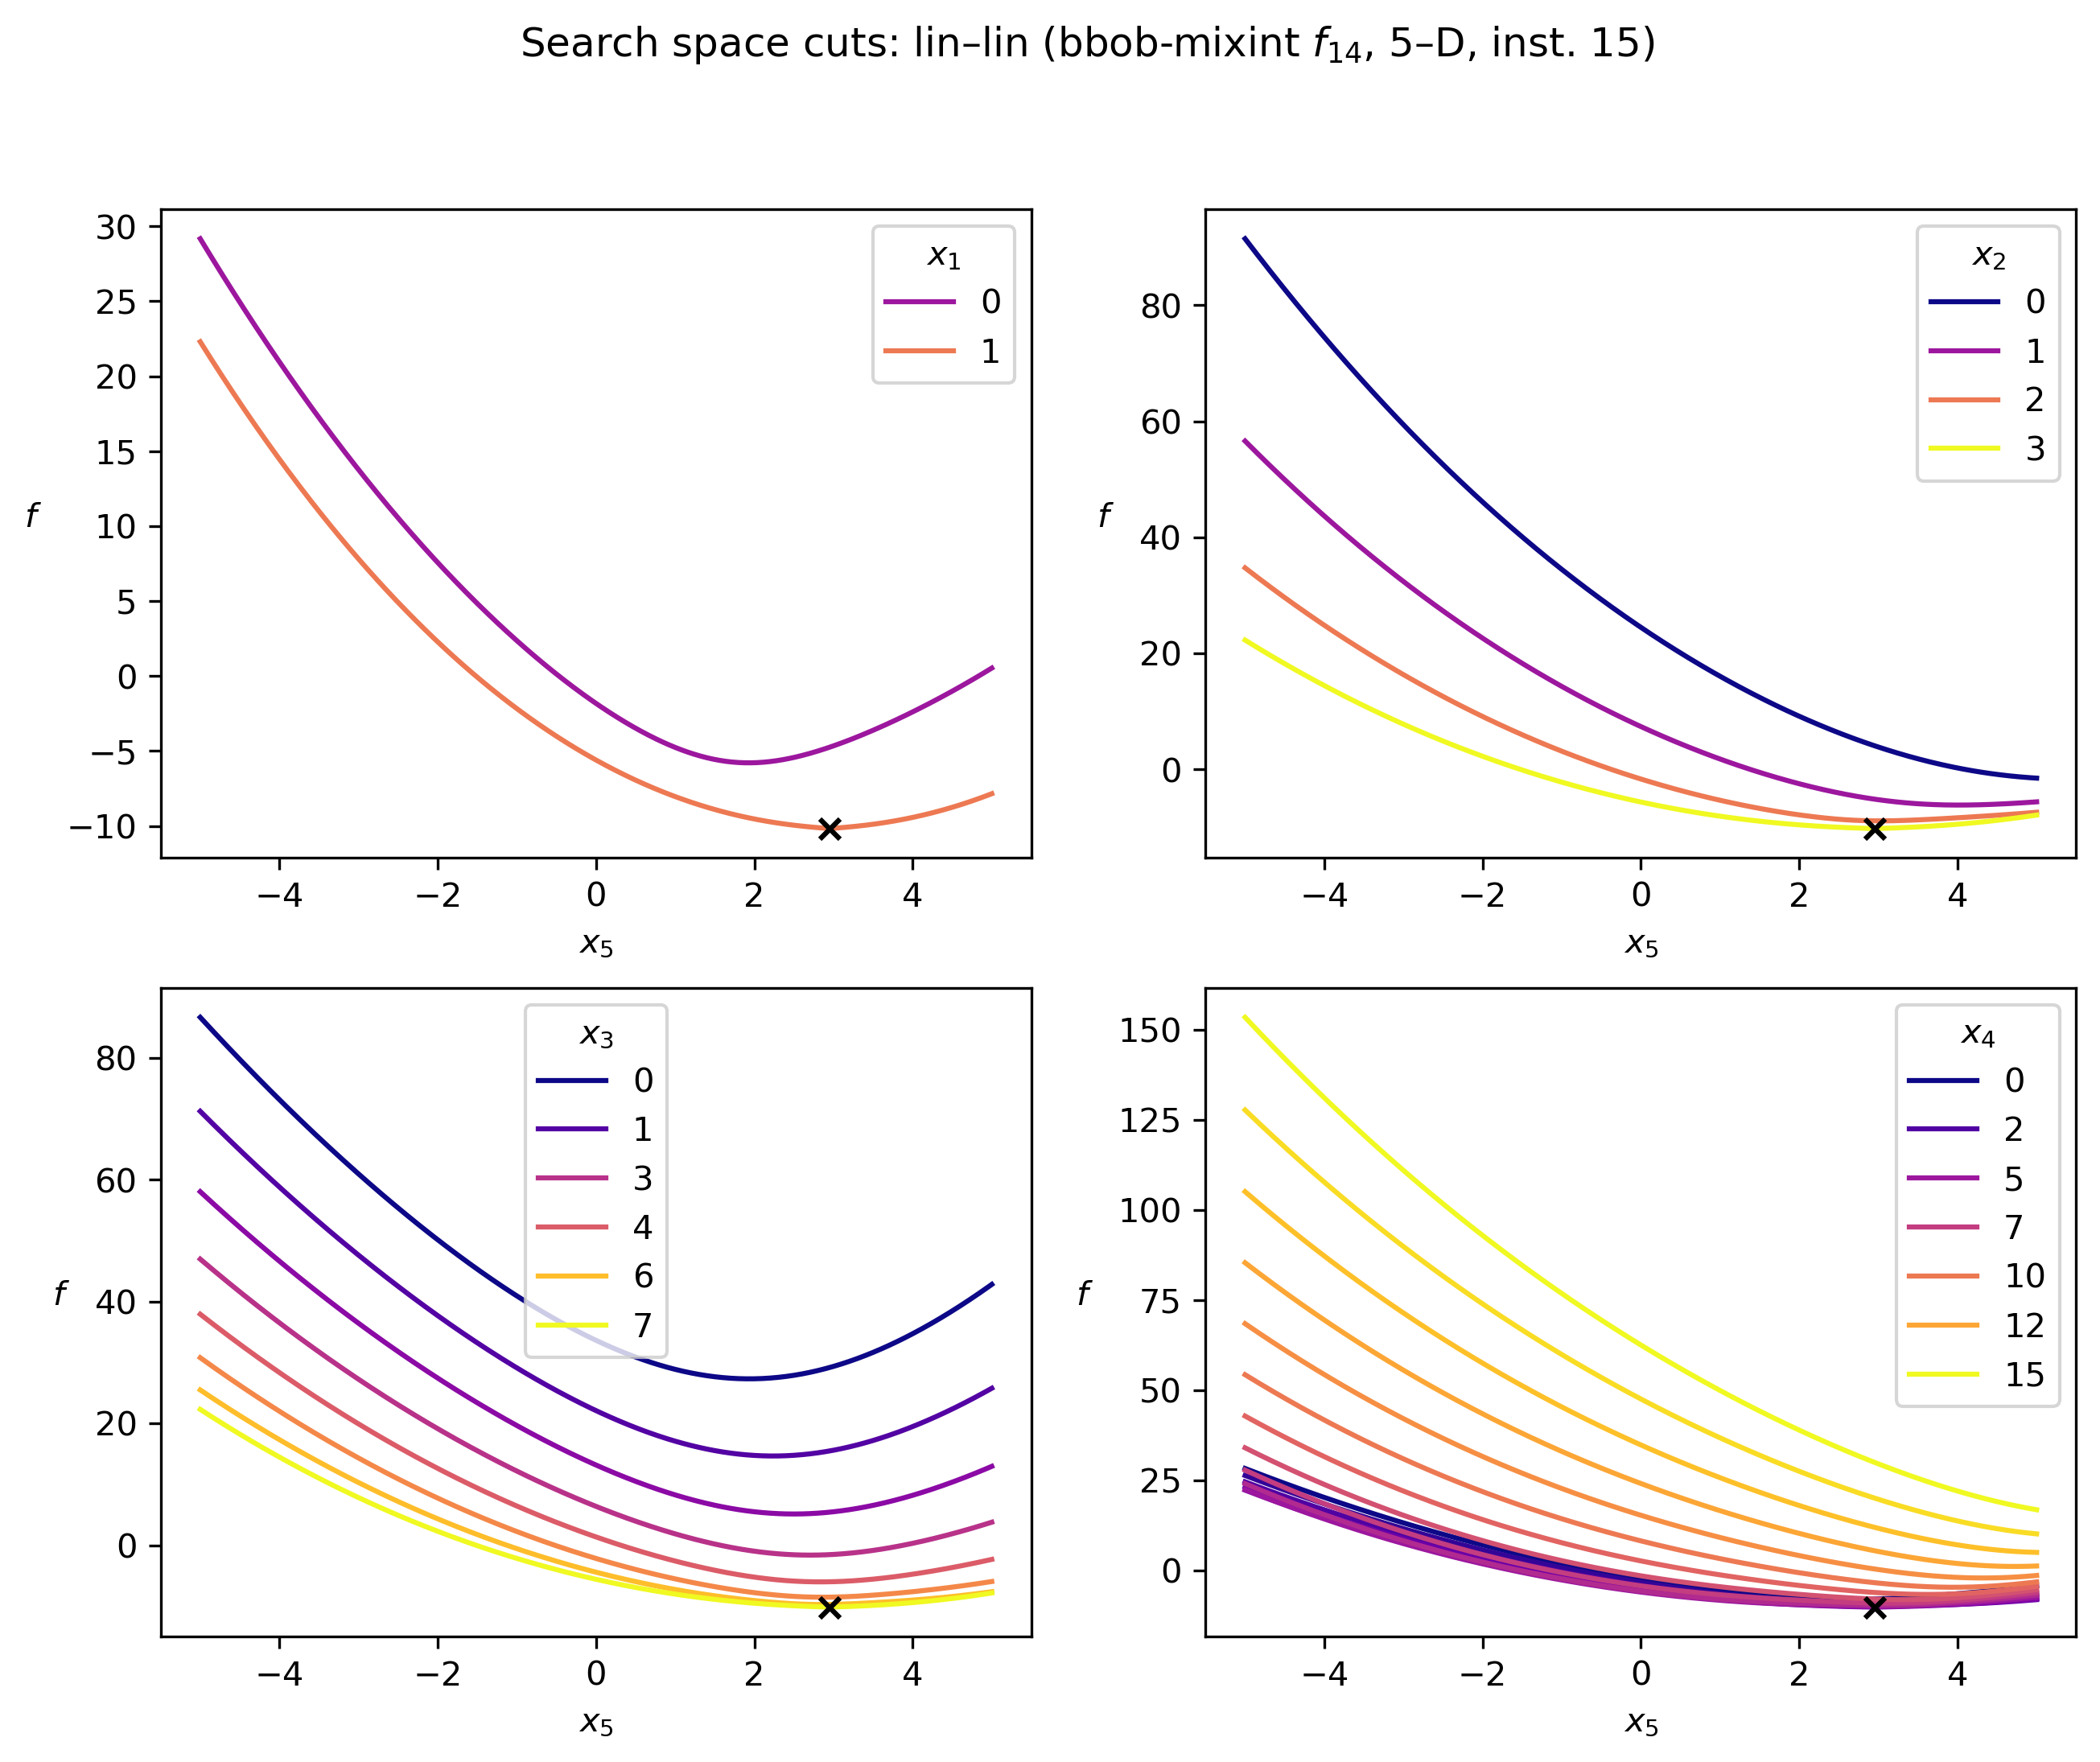 Search space cuts: lin–lin (bbob-mixint f₁₄, 5–D, inst. 15)
30
25
20
15
10
5
0
−5
−10
f
−4 −2 0 2 4
x₅
x₁
0
1
80
60
40
20
0
f
−4 −2 0 2 4
x₅
x₂
0
1
2
3
80
60
40
20
0
f
−4 −2 0 2 4
x₅
x₃
0
1
3
4
6
7
150
125
100
75
50
25
0
f
−4 −2 0 2 4
x₅
x₄
0
2
5
7
10
12
15